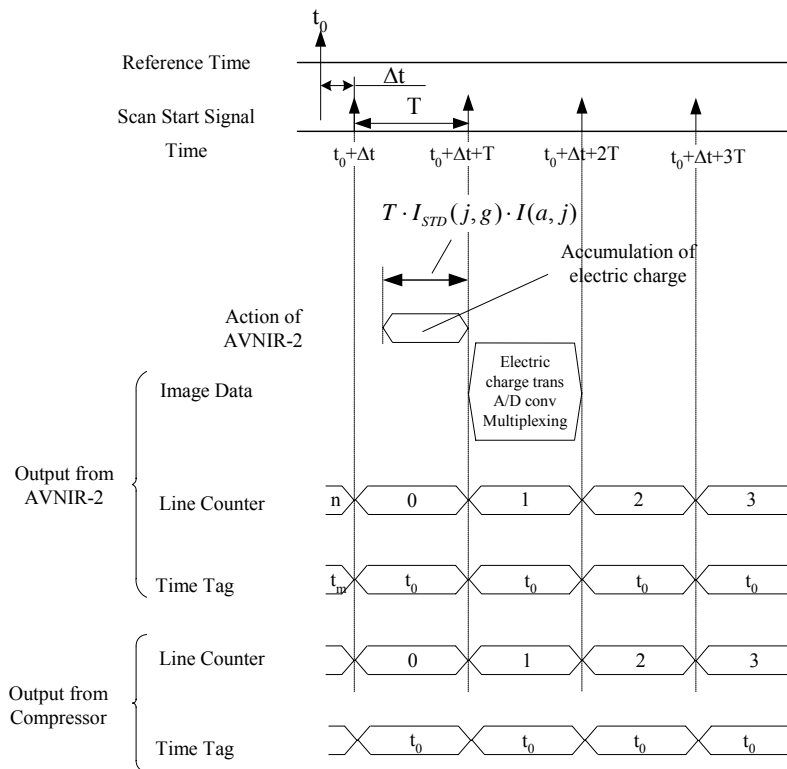 t₀
Reference Time
Δt
Scan Start Signal
Time
T
t₀+Δt
t₀+Δt+T
t₀+Δt+2T
t₀+Δt+3T
T · I_STD(j, g) · I(a, j)
Accumulation of
electric charge
Action of
AVNIR-2
Image Data
Electric
charge trans
A/D conv
Multiplexing
Output from
AVNIR-2
Line Counter
n 0 1 2 3
Time Tag
tₘ t₀ t₀ t₀ t₀
Output from
Compressor
Line Counter
0 1 2 3
Time Tag
t₀ t₀ t₀ t₀